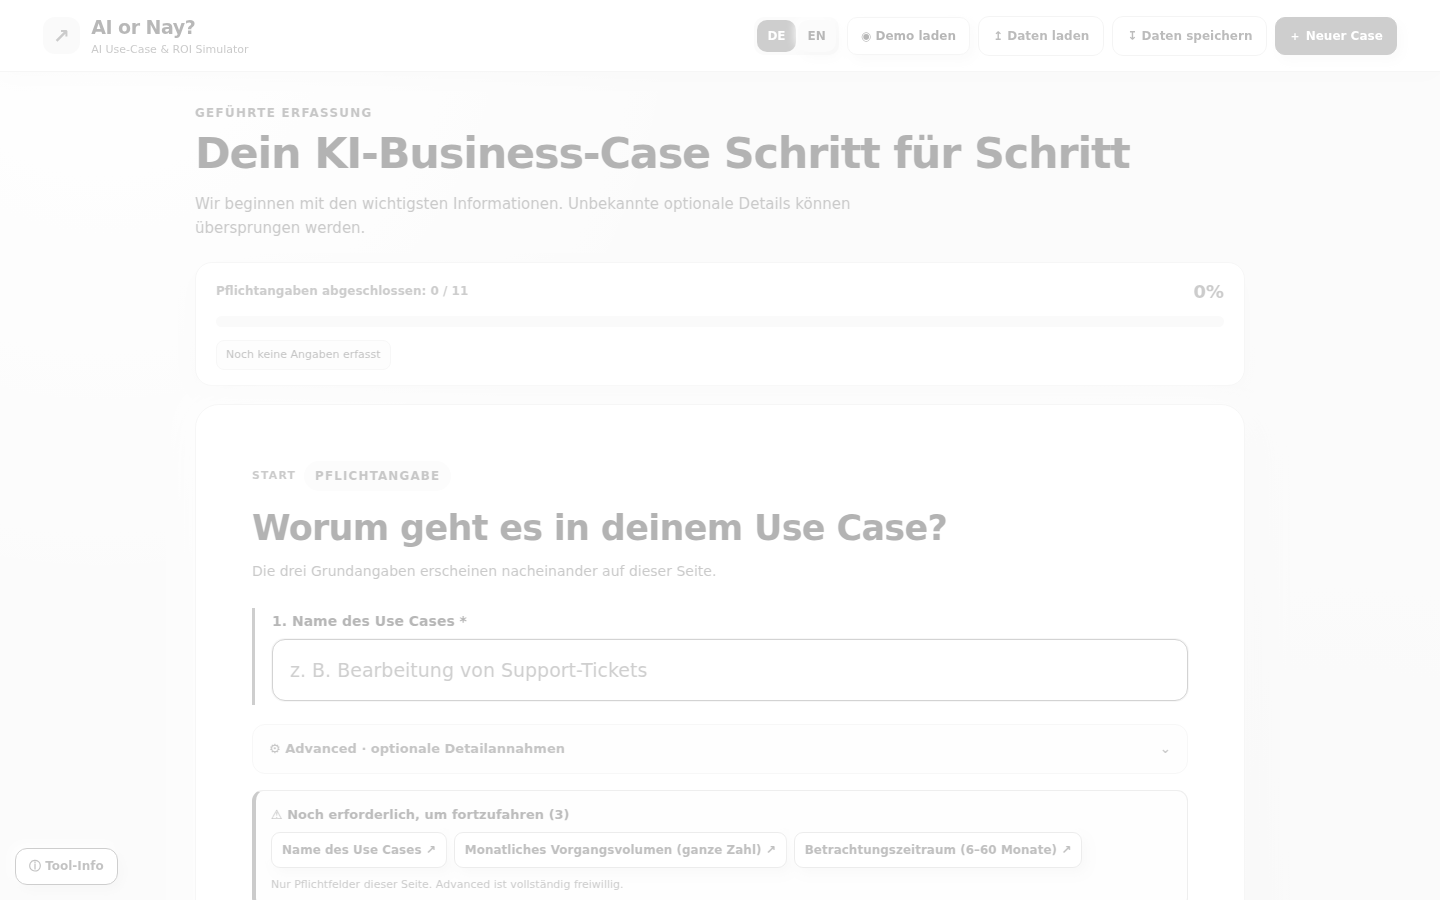 ↗ AI or Nay?
AI Use-Case & ROI Simulator
DE EN ◉ Demo laden ↥ Daten laden ↧ Daten speichern + Neuer Case
GEFÜHRTE ERFASSUNG
Dein KI-Business-Case Schritt für Schritt
Wir beginnen mit den wichtigsten Informationen. Unbekannte optionale Details können
übersprungen werden.
Pflichtangaben abgeschlossen: 0 / 11 0%
Noch keine Angaben erfasst
START PFLICHTANGABE
Worum geht es in deinem Use Case?
Die drei Grundangaben erscheinen nacheinander auf dieser Seite.
1. Name des Use Cases *
z. B. Bearbeitung von Support-Tickets
⚙ Advanced · optionale Detailannahmen ⌄
⚠ Noch erforderlich, um fortzufahren (3)
Name des Use Cases ↗ Monatliches Vorgangsvolumen (ganze Zahl) ↗ Betrachtungszeitraum (6–60 Monate) ↗
Nur Pflichtfelder dieser Seite. Advanced ist vollständig freiwillig.
ⓘ Tool-Info